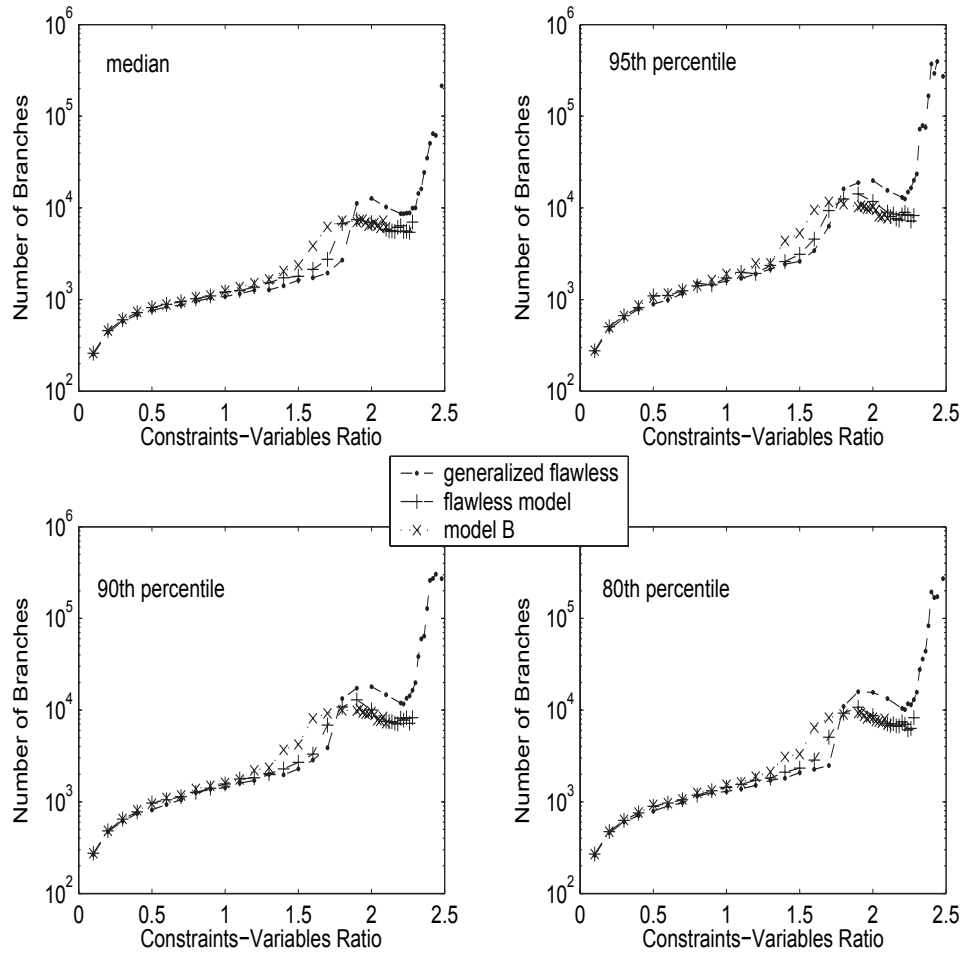 10^6
10^5
10^4
10^3
10^2
Number of Branches
median
0 0.5 1 1.5 2 2.5
Constraints−Variables Ratio
10^6
10^5
10^4
10^3
10^2
Number of Branches
95th percentile
0 0.5 1 1.5 2 2.5
Constraints−Variables Ratio
generalized flawless
flawless model
model B
10^6
10^5
10^4
10^3
10^2
Number of Branches
90th percentile
0 0.5 1 1.5 2 2.5
Constraints−Variables Ratio
10^6
10^5
10^4
10^3
10^2
Number of Branches
80th percentile
0 0.5 1 1.5 2 2.5
Constraints−Variables Ratio